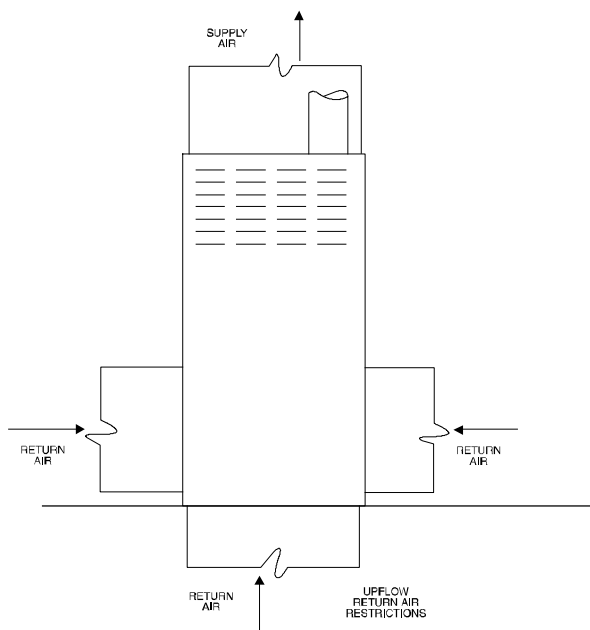 SUPPLY
AIR
RETURN
AIR
RETURN
AIR
RETURN
AIR
UPFLOW
RETURN AIR
RESTRICTIONS